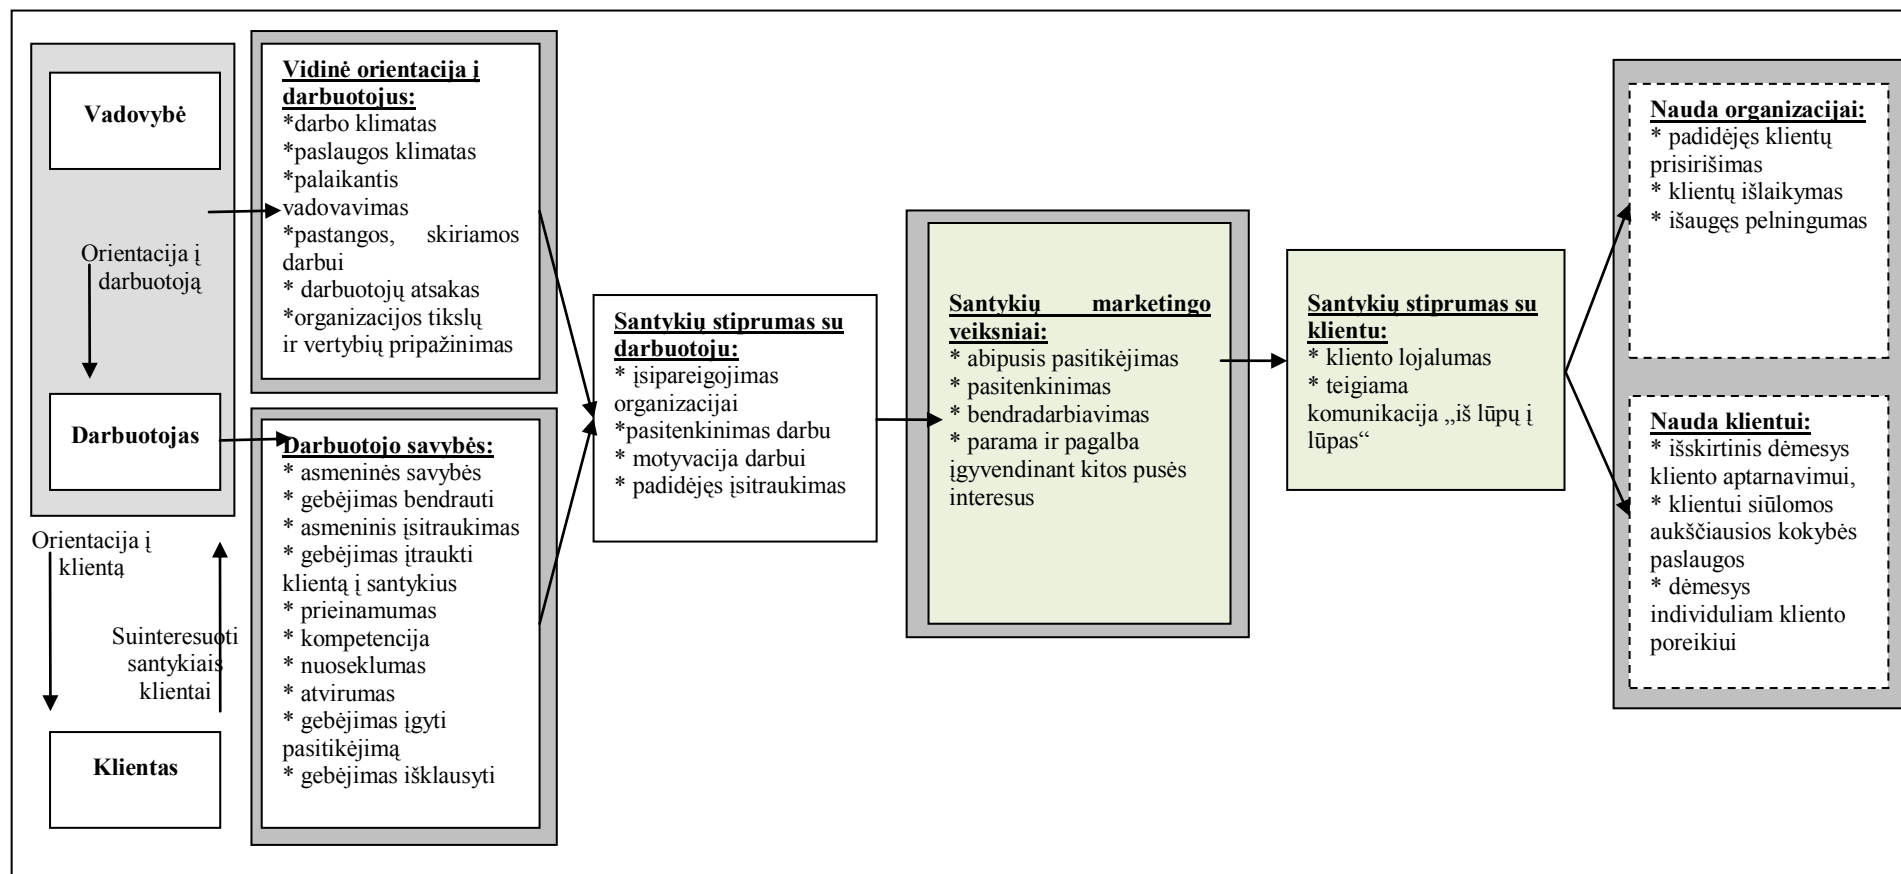 Vadovybė
Orientacija į
darbuotoją
Darbuotojas
Orientacija į
klientą
Suinteresuoti
santykiais
klientai
Klientas
Vidinė orientacija į
darbuotojus:
*darbo klimatas
*paslaugos klimatas
*palaikantis
vadovavimas
*pastangos, skiriamos
darbui
* darbuotojų atsakas
*organizacijos tikslų
ir vertybių pripažinimas
Darbuotojo savybės:
* asmeninės savybės
* gebėjimas bendrauti
* asmeninis įsitraukimas
* gebėjimas įtraukti
klientą į santykius
* prieinamumas
* kompetencija
* nuoseklumas
* atvirumas
* gebėjimas įgyti
pasitikėjimą
* gebėjimas išklausyti
Santykių stiprumas su
darbuotoju:
* įsipareigojimas
organizacijai
*pasitenkinimas darbu
* motyvacija darbui
* padidėjęs įsitraukimas
Santykių marketingo
veiksniai:
* abipusis pasitikėjimas
* pasitenkinimas
* bendradarbiavimas
* parama ir pagalba
įgyvendinant kitos pusės
interesus
Santykių stiprumas su
klientu:
* kliento lojalumas
* teigiama
komunikacija „iš lūpų į
lūpas“
Nauda organizacijai:
* padidėjęs klientų
prisirišimas
* klientų išlaikymas
* išaugęs pelningumas
Nauda klientui:
* išskirtinis dėmesys
kliento aptarnavimui,
* klientui siūlomos
aukščiausios kokybės
paslaugos
* dėmesys
individuliam kliento
poreikiui